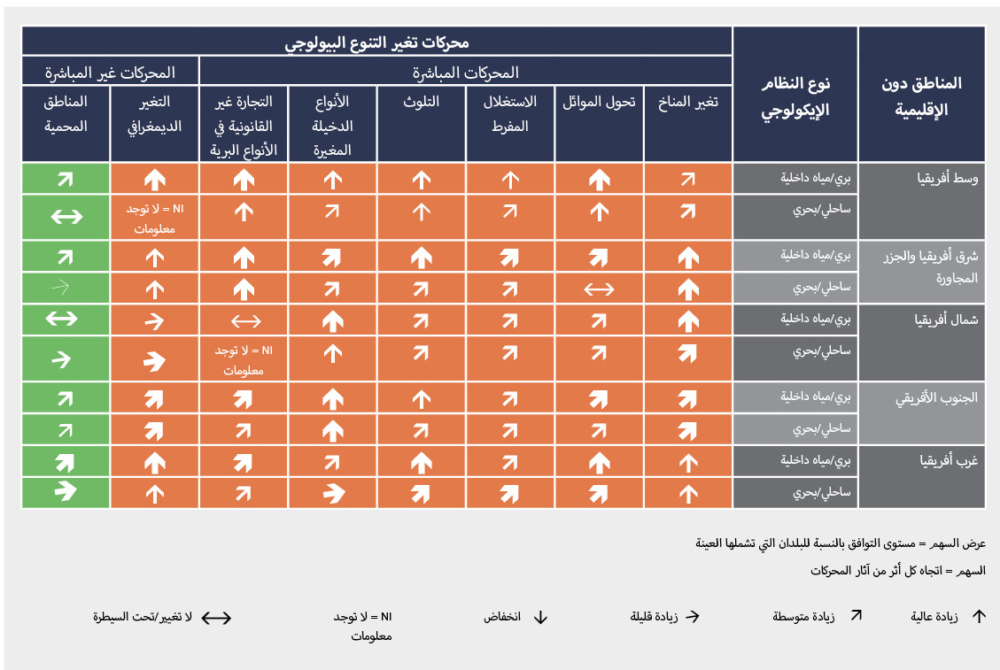 محركات تغير التنوع البيولوجي
المناطق دون
الإقليمية
نوع النظام
الإيكولوجي
المحركات المباشرة
المحركات غير المباشرة
تغير المناخ
تحول الموائل
الاستغلال
المفرط
التلوث
الأنواع
الدخيلة
المغيرة
التجارة غير
القانونية في
الأنواع البرية
التغير
الديمغرافي
المناطق
المحمية
وسط أفريقيا
بري/مياه داخلية
ساحلي/بحري
NI = لا توجد
معلومات
شرق أفريقيا والجزر
المجاورة
بري/مياه داخلية
ساحلي/بحري
شمال أفريقيا
بري/مياه داخلية
ساحلي/بحري
NI = لا توجد
معلومات
الجنوب الأفريقي
بري/مياه داخلية
ساحلي/بحري
غرب أفريقيا
بري/مياه داخلية
ساحلي/بحري
عرض السهم = مستوى التوافق بالنسبة للبلدان التي تشملها العينة
السهم = اتجاه كل أثر من آثار المحركات
زيادة عالية
زيادة متوسطة
زيادة قليلة
انخفاض
NI = لا توجد
معلومات
لا تغيير/تحت السيطرة